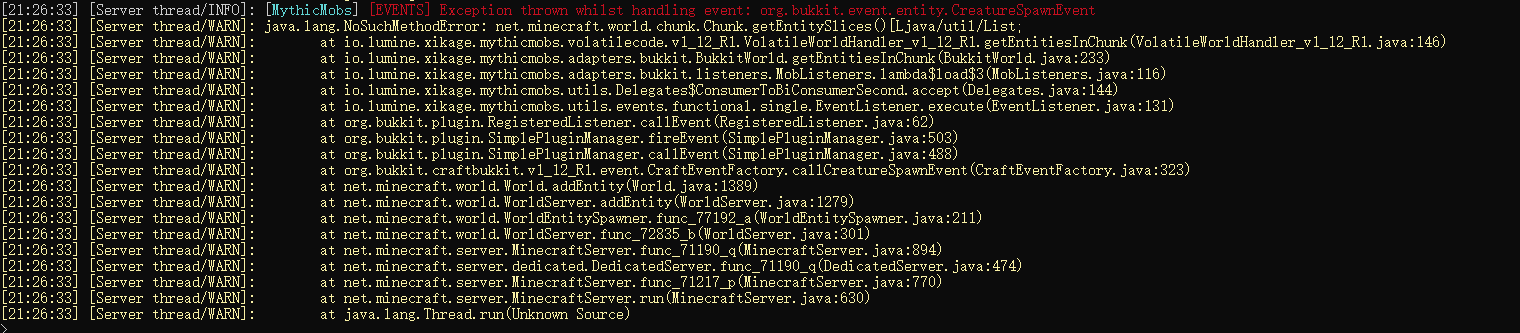 [21:26:33] [Server thread/INFO]: [MythicMobs] [EVENTS] Exception thrown whilst handling event: org.bukkit.event.entity.CreatureSpawnEvent
[21:26:33] [Server thread/WARN]: java.lang.NoSuchMethodError: net.minecraft.world.chunk.Chunk.getEntitySlices()[Ljava/util/List;
[21:26:33] [Server thread/WARN]: at io.lumine.xikage.mythicmobs.volatilecode.v1_12_R1.VolatileWorldHandler_v1_12_R1.getEntitiesInChunk(VolatileWorldHandler_v1_12_R1.java:146)
[21:26:33] [Server thread/WARN]: at io.lumine.xikage.mythicmobs.adapters.bukkit.BukkitWorld.getEntitiesInChunk(BukkitWorld.java:233)
[21:26:33] [Server thread/WARN]: at io.lumine.xikage.mythicmobs.adapters.bukkit.listeners.MobListeners.lambda$load$3(MobListeners.java:116)
[21:26:33] [Server thread/WARN]: at io.lumine.xikage.mythicmobs.utils.Delegates$ConsumerToBiConsumerSecond.accept(Delegates.java:144)
[21:26:33] [Server thread/WARN]: at io.lumine.xikage.mythicmobs.utils.events.functional.single.EventListener.execute(EventListener.java:131)
[21:26:33] [Server thread/WARN]: at org.bukkit.plugin.RegisteredListener.callEvent(RegisteredListener.java:62)
[21:26:33] [Server thread/WARN]: at org.bukkit.plugin.SimplePluginManager.fireEvent(SimplePluginManager.java:503)
[21:26:33] [Server thread/WARN]: at org.bukkit.plugin.SimplePluginManager.callEvent(SimplePluginManager.java:488)
[21:26:33] [Server thread/WARN]: at org.bukkit.craftbukkit.v1_12_R1.event.CraftEventFactory.callCreatureSpawnEvent(CraftEventFactory.java:323)
[21:26:33] [Server thread/WARN]: at net.minecraft.world.World.addEntity(World.java:1389)
[21:26:33] [Server thread/WARN]: at net.minecraft.world.WorldServer.addEntity(WorldServer.java:1279)
[21:26:33] [Server thread/WARN]: at net.minecraft.world.WorldEntitySpawner.func_77192_a(WorldEntitySpawner.java:211)
[21:26:33] [Server thread/WARN]: at net.minecraft.world.WorldServer.func_72835_b(WorldServer.java:301)
[21:26:33] [Server thread/WARN]: at net.minecraft.server.MinecraftServer.func_71190_q(MinecraftServer.java:894)
[21:26:33] [Server thread/WARN]: at net.minecraft.server.dedicated.DedicatedServer.func_71190_q(DedicatedServer.java:474)
[21:26:33] [Server thread/WARN]: at net.minecraft.server.MinecraftServer.func_71217_p(MinecraftServer.java:770)
[21:26:33] [Server thread/WARN]: at net.minecraft.server.MinecraftServer.run(MinecraftServer.java:630)
[21:26:33] [Server thread/WARN]: at java.lang.Thread.run(Unknown Source)
>